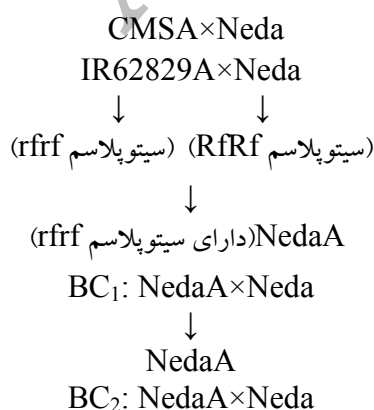 CMSA×Neda
IR62829A×Neda
↓ ↓
(سیتوپلاسم rfrf) (سیتوپلاسم RfRf)
↓
NedaA(دارای سیتوپلاسم rfrf)
BC₁: NedaA×Neda
↓
NedaA
BC₂: NedaA×Neda